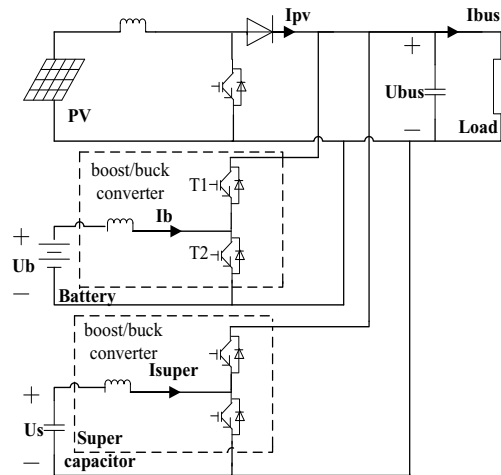 Ipv
Ibus
+
Ubus
−
PV
Load
boost/buck
converter
T1
Ib
T2
+
Ub
−
Battery
boost/buck
converter
Isuper
+
Us
−
Super
capacitor